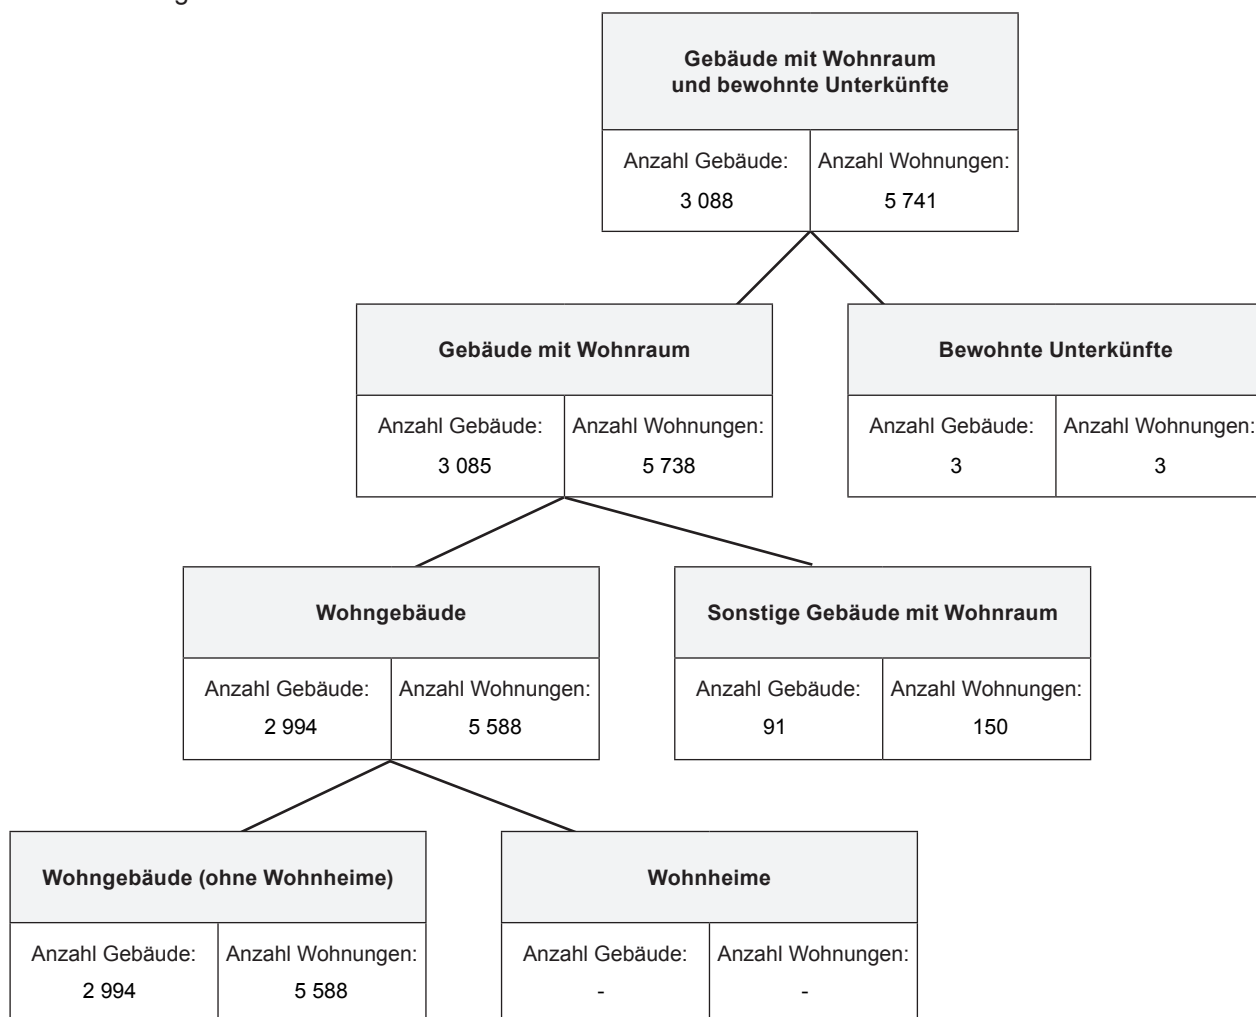 Gebäude mit Wohnraum
und bewohnte Unterkünfte
Anzahl Gebäude: Anzahl Wohnungen:
3 088 5 741
Gebäude mit Wohnraum Bewohnte Unterkünfte
Anzahl Gebäude: Anzahl Wohnungen: Anzahl Gebäude: Anzahl Wohnungen:
3 085 5 738 3 3
Wohngebäude Sonstige Gebäude mit Wohnraum
Anzahl Gebäude: Anzahl Wohnungen: Anzahl Gebäude: Anzahl Wohnungen:
2 994 5 588 91 150
Wohngebäude (ohne Wohnheime) Wohnheime
Anzahl Gebäude: Anzahl Wohnungen: Anzahl Gebäude: Anzahl Wohnungen:
2 994 5 588 - -